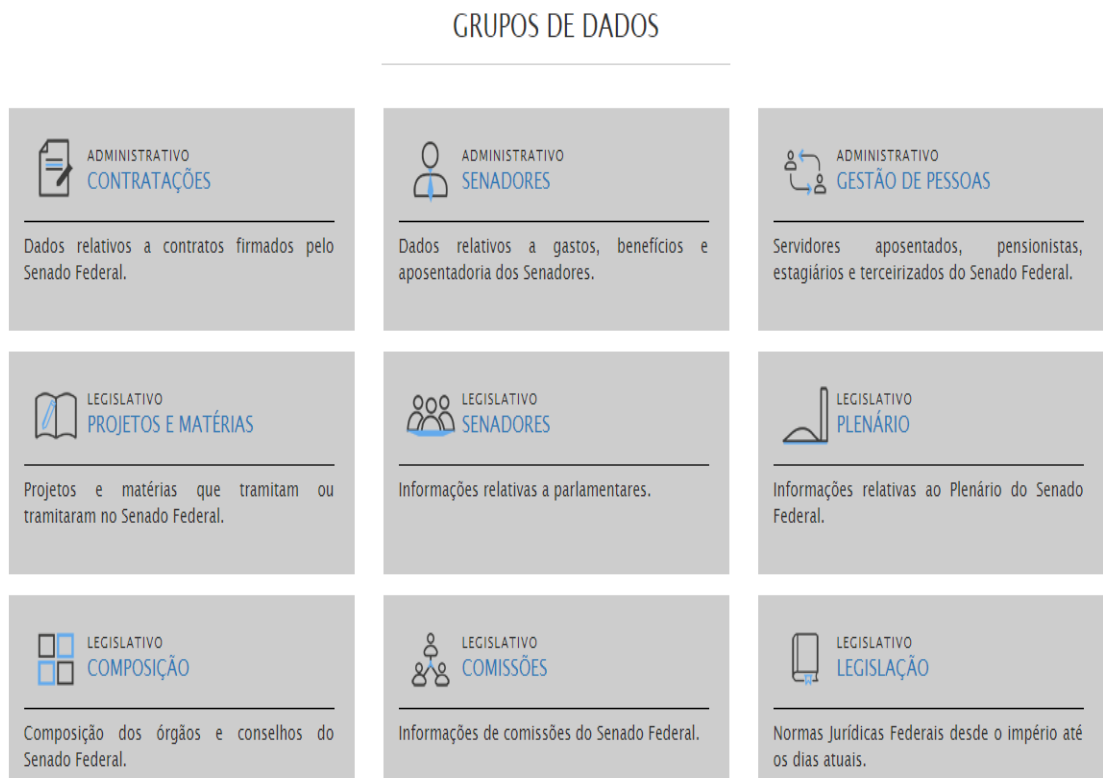 GRUPOS DE DADOS
ADMINISTRATIVO
CONTRATAÇÕES
Dados relativos a contratos firmados pelo
Senado Federal.
ADMINISTRATIVO
SENADORES
Dados relativos a gastos, benefícios e
aposentadoria dos Senadores.
ADMINISTRATIVO
GESTÃO DE PESSOAS
Servidores aposentados, pensionistas,
estagiários e terceirizados do Senado Federal.
LEGISLATIVO
PROJETOS E MATÉRIAS
Projetos e matérias que tramitam ou
tramitaram no Senado Federal.
LEGISLATIVO
SENADORES
Informações relativas a parlamentares.
LEGISLATIVO
PLENÁRIO
Informações relativas ao Plenário do Senado
Federal.
LEGISLATIVO
COMPOSIÇÃO
Composição dos órgãos e conselhos do
Senado Federal.
LEGISLATIVO
COMISSÕES
Informações de comissões do Senado Federal.
LEGISLATIVO
LEGISLAÇÃO
Normas Jurídicas Federais desde o império até
os dias atuais.